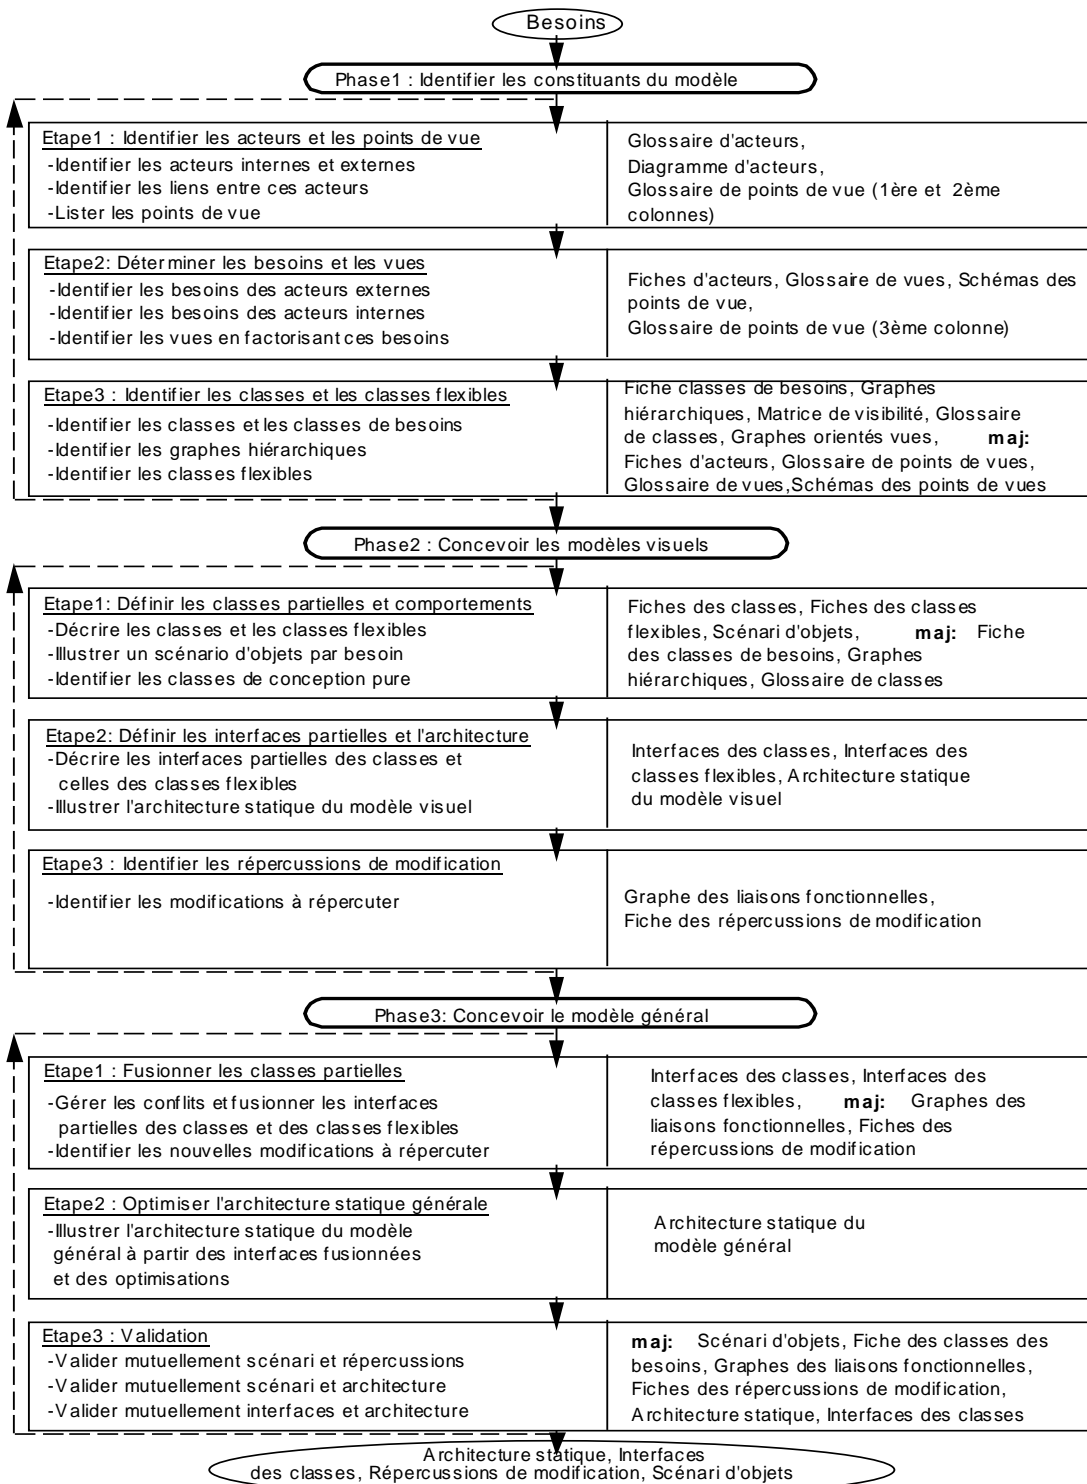 Besoins
Phase1 : Identifier les constituants du modèle
Etape1 : Identifier les acteurs et les points de vue
-Identifier les acteurs internes et externes
-Identifier les liens entre ces acteurs
-Lister les points de vue
Glossaire d'acteurs,
Diagramme d'acteurs,
Glossaire de points de vue (1ère et 2ème
colonnes)
Etape2: Déterminer les besoins et les vues
-Identifier les besoins des acteurs externes
-Identifier les besoins des acteurs internes
-Identifier les vues en factorisant ces besoins
Fiches d'acteurs, Glossaire de vues, Schémas des
points de vue,
Glossaire de points de vue (3ème colonne)
Etape3 : Identifier les classes et les classes flexibles
-Identifier les classes et les classes de besoins
-Identifier les graphes hiérarchiques
-Identifier les classes flexibles
Fiche classes de besoins, Graphes
hiérarchiques, Matrice de visibilité, Glossaire
de classes, Graphes orientés vues, maj:
Fiches d'acteurs, Glossaire de points de vues,
Glossaire de vues,Schémas des points de vues
Phase2 : Concevoir les modèles visuels
Etape1: Définir les classes partielles et comportements
-Décrire les classes et les classes flexibles
-Illustrer un scénario d'objets par besoin
-Identifier les classes de conception pure
Fiches des classes, Fiches des classes
flexibles, Scénari d'objets, maj: Fiche
des classes de besoins, Graphes
hiérarchiques, Glossaire de classes
Etape2: Définir les interfaces partielles et l'architecture
-Décrire les interfaces partielles des classes et
celles des classes flexibles
-Illustrer l'architecture statique du modèle visuel
Interfaces des classes, Interfaces des
classes flexibles, Architecture statique
du modèle visuel
Etape3 : Identifier les répercussions de modification
-Identifier les modifications à répercuter
Graphe des liaisons fonctionnelles,
Fiche des répercussions de modification
Phase3: Concevoir le modèle général
Etape1 : Fusionner les classes partielles
-Gérer les conflits et fusionner les interfaces
partielles des classes et des classes flexibles
-Identifier les nouvelles modifications à répercuter
Interfaces des classes, Interfaces des
classes flexibles, maj: Graphes des
liaisons fonctionnelles, Fiches des
répercussions de modification
Etape2 : Optimiser l'architecture statique générale
-Illustrer l'architecture statique du modèle
général à partir des interfaces fusionnées
et des optimisations
Architecture statique du
modèle général
Etape3 : Validation
-Valider mutuellement scénari et répercussions
-Valider mutuellement scénari et architecture
-Valider mutuellement interfaces et architecture
maj: Scénari d'objets, Fiche des classes des
besoins, Graphes des liaisons fonctionnelles,
Fiches des répercussions de modification,
Architecture statique, Interfaces des classes
Architecture statique, Interfaces
des classes, Répercussions de modification, Scénari d'objets